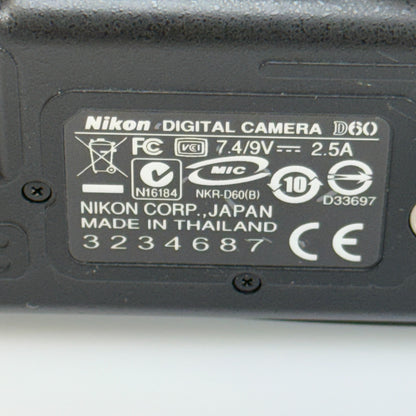 Nikon DIGITAL CAMERA D60
FC VCI 7.4/9V⎓ 2.5A
N16184 MIC NKR-D60(B) 10 D33697
NIKON CORP.,JAPAN
MADE IN THAILAND
3234687 CE